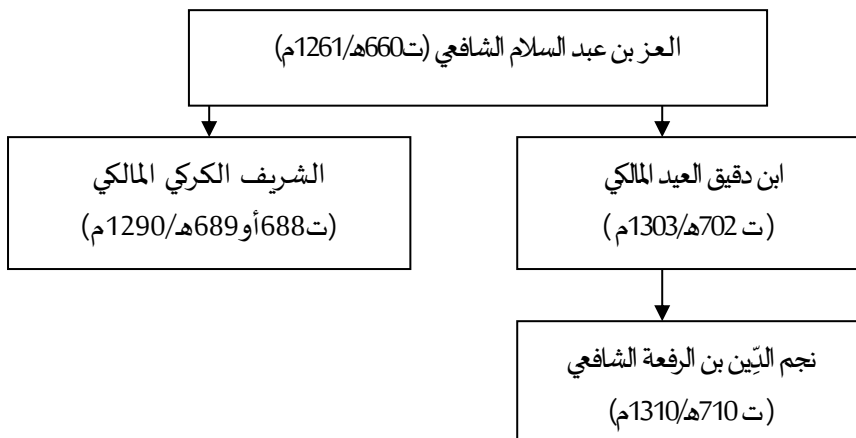 العز بن عبد السلام الشافعي (ت660هـ/1261م)
ابن دقيق العيد المالكي
(ت 702هـ/1303م )
الشريف الكركي المالكي
(ت688أو689هـ/1290م)
نجم الدِّين بن الرفعة الشافعي
(ت 710هـ/1310م)